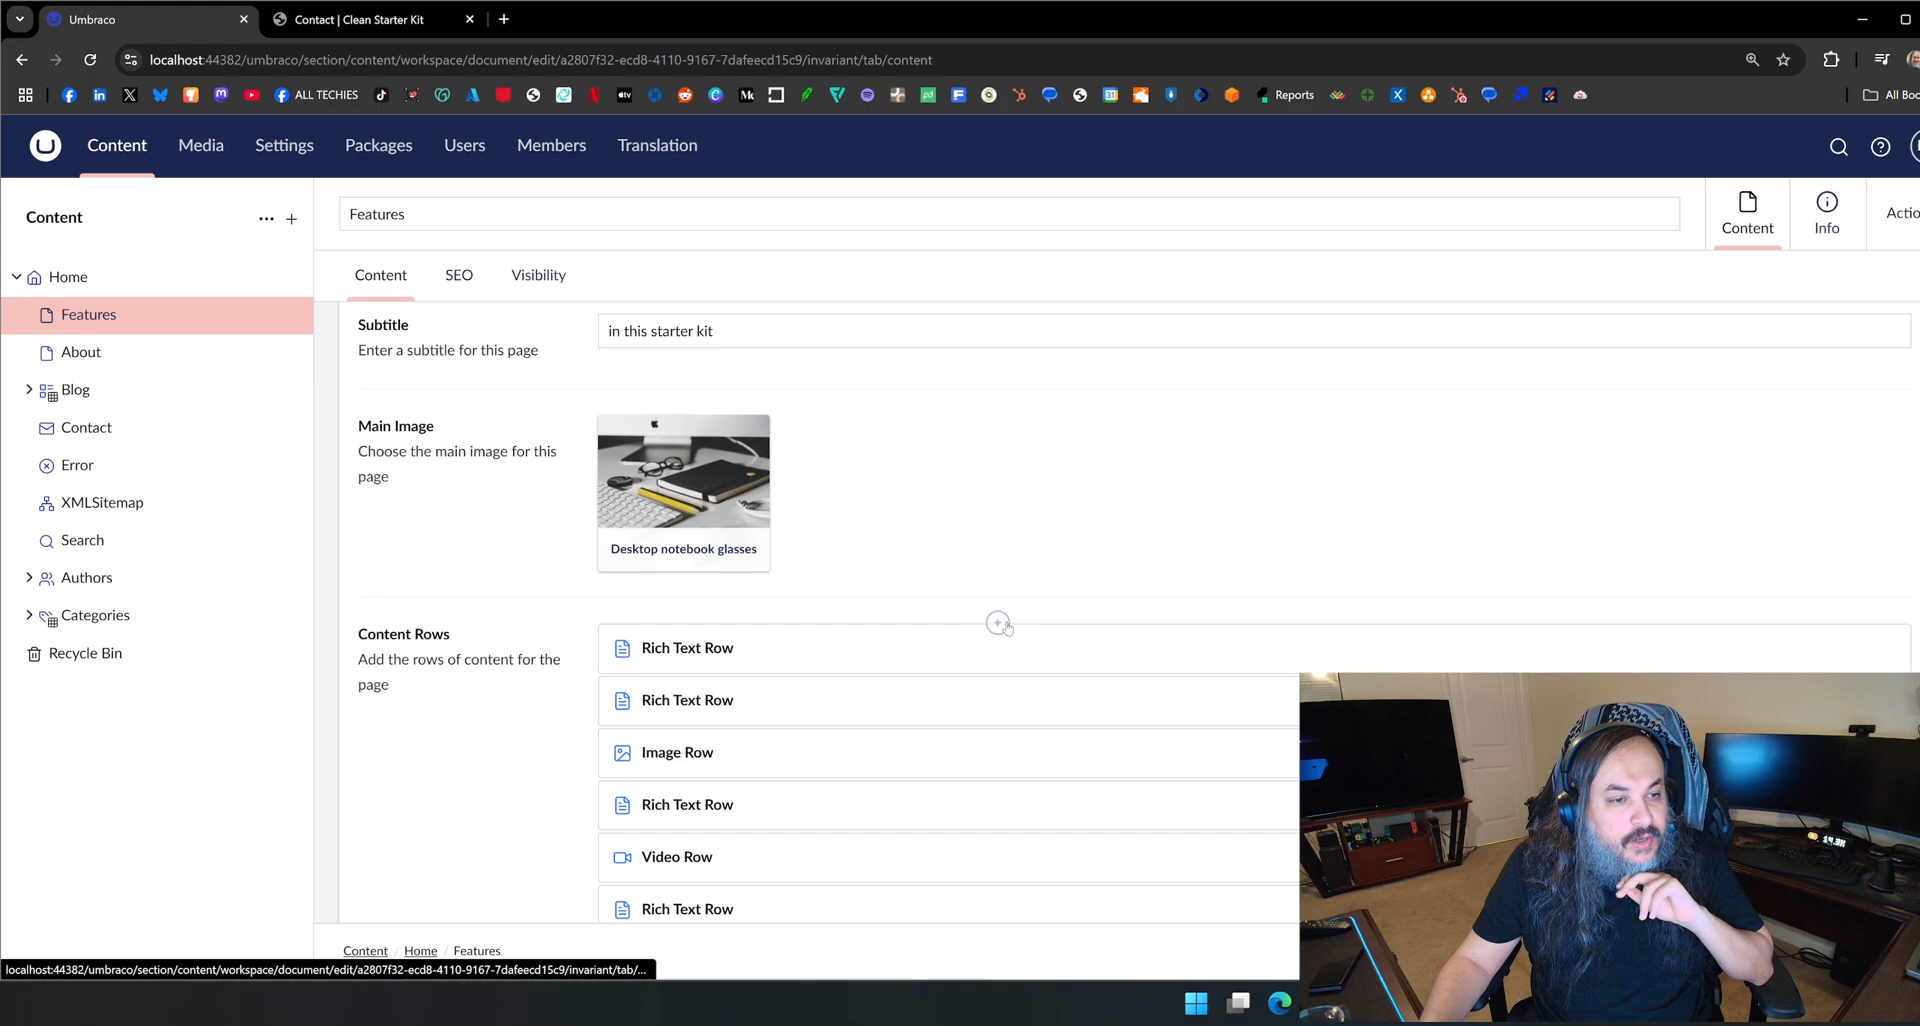 Umbraco
Contact | Clean Starter Kit
localhost:44382/umbraco/section/content/workspace/document/edit/a2807f32-ecd8-4110-9167-7dafeecd15c9/invariant/tab/content
ALL TECHIES
Reports
All Boo
Content
Media
Settings
Packages
Users
Members
Translation
Content
Features
Content
Info
Actio
Content
SEO
Visibility
Home
Features
About
Blog
Contact
Error
XMLSitemap
Search
Authors
Categories
Recycle Bin
Subtitle
Enter a subtitle for this page
in this starter kit
Main Image
Choose the main image for this
page
Desktop notebook glasses
Content Rows
Add the rows of content for the
page
Rich Text Row
Rich Text Row
Image Row
Rich Text Row
Video Row
Rich Text Row
Content / Home / Features
localhost:44382/umbraco/section/content/workspace/document/edit/a2807f32-ecd8-4110-9167-7dafeecd15c9/invariant/tab/...